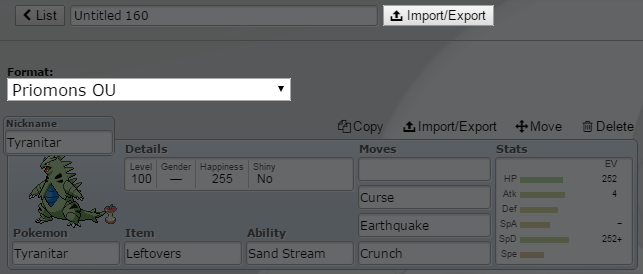 List Untitled 160 Import/Export
Format:
Priomons OU
Copy Import/Export Move Delete
Nickname
Tyranitar
Details
Level Gender Happiness Shiny
100 — 255 No
Pokemon Item Ability
Tyranitar Leftovers Sand Stream
Moves
Curse
Earthquake
Crunch
Stats
EV
HP 252
Atk 4
Def
SpA –
SpD 252+
Spe